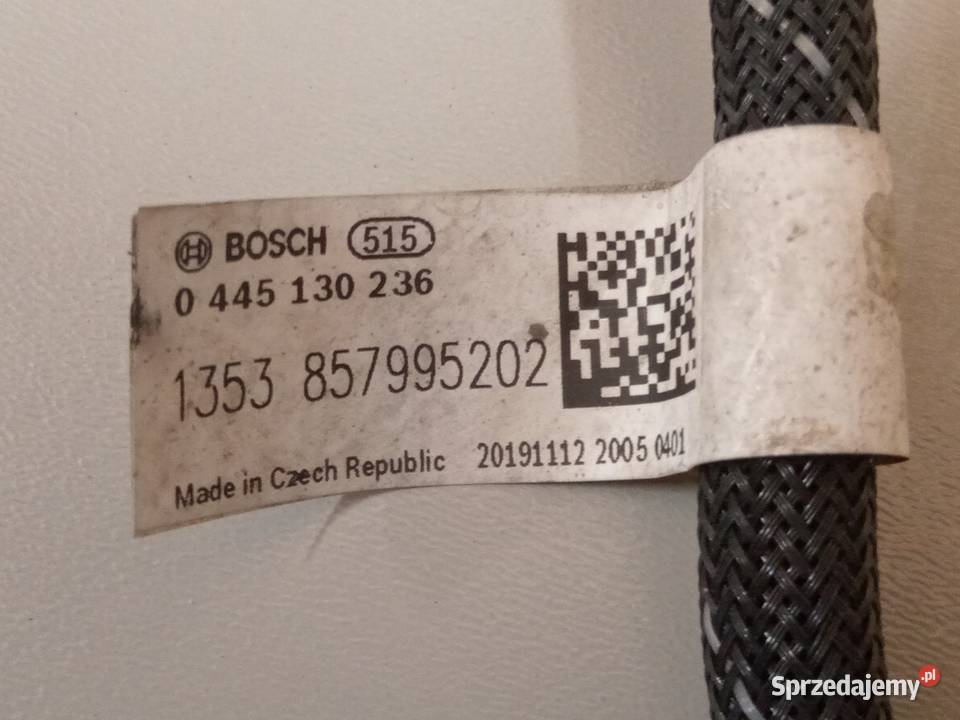 BOSCH 515
0 445 130 236
1353 857995202
Made in Czech Republic 20191112 2005 0401
Sprzedajemy.pl